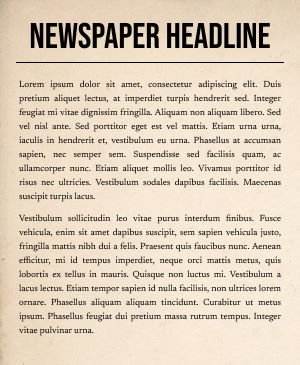 NEWSPAPER HEADLINE
Lorem ipsum dolor sit amet, consectetur adipiscing elit. Duis
pretium aliquet lectus, at imperdiet turpis hendrerit sed. Integer
feugiat mi vitae dignissim fringilla. Aliquam non aliquam libero. Sed
vel nisl ante. Sed porttitor eget est vel mattis. Etiam urna urna,
iaculis in hendrerit et, vestibulum eu urna. Phasellus at accumsan
sapien, nec semper sem. Suspendisse sed facilisis quam, ac
ullamcorper nunc. Etiam aliquet mollis leo. Vivamus porttitor id
risus nec ultricies. Vestibulum sodales dapibus facilisis. Maecenas
suscipit turpis lacus.
Vestibulum sollicitudin leo vitae purus interdum finibus. Fusce
vehicula, enim sit amet dapibus suscipit, sem sapien vehicula justo,
fringilla mattis nibh dui a felis. Praesent quis faucibus nunc. Aenean
efficitur, mi id tempus imperdiet, neque orci mattis metus, quis
lobortis ex tellus in mauris. Quisque non luctus mi. Vestibulum a
lacus lectus. Etiam tempor sapien id nulla facilisis, non ultrices lorem
ornare. Phasellus aliquam aliquam tincidunt. Curabitur ut metus
ipsum. Phasellus feugiat dui pretium massa rutrum tempus. Integer
vitae pulvinar urna.